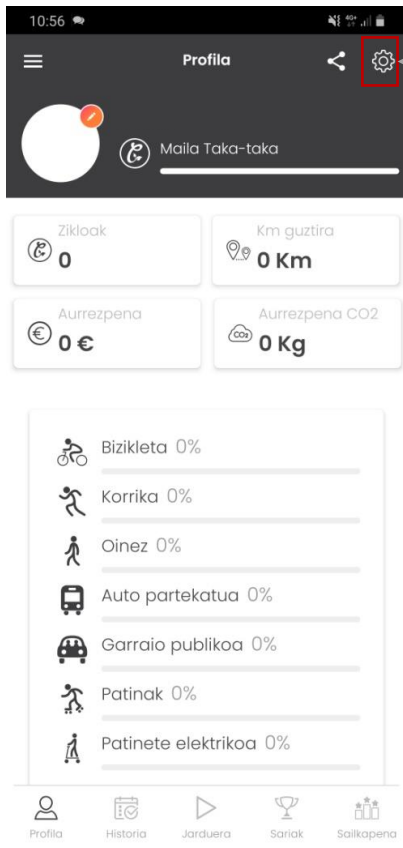 10:56
4G+
Profila
Maila Taka-taka
Zikloak
0
Km guztira
0 Km
Aurrezpena
0 €
Aurrezpena CO2
0 Kg
Bizikleta 0%
Korrika 0%
Oinez 0%
Auto partekatua 0%
Garraio publikoa 0%
Patinak 0%
Patinete elektrikoa 0%
Profila
Historia
Jarduera
Sariak
Sailkapena